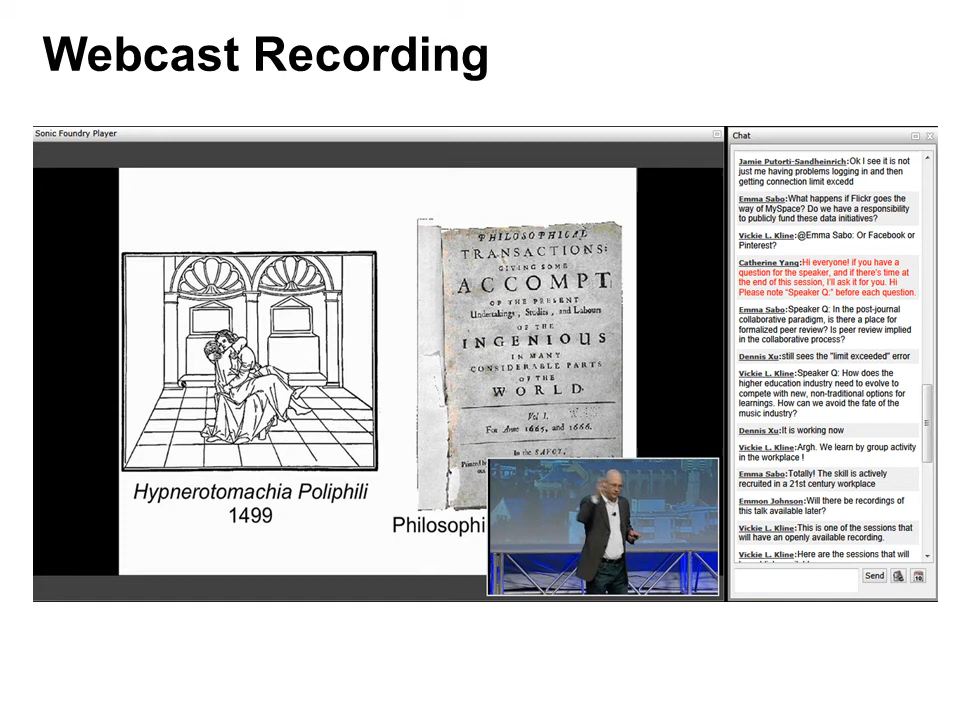 Webcast Recording
Sonic Foundry Player
PHILOSOPHICAL
TRANSACTIONS:
GIVING SOME
ACCOMPT
OF THE PRESENT
Undertakings, Studies, and Labours
OF THE
INGENIOUS
IN MANY
CONSIDERABLE PARTS
OF THE
WORLD.
Vol I.
For Anno 1665, and 1666.
In the SAVOY,
Printed by
Hypnerotomachia Poliphili
1499
Philosophi
Chat
Jamie Putorti-Sandheinrich:Ok I see it is not
just me having problems logging in and then
getting connection limit excedd
Emma Sabo:What happens if Flickr goes the
way of MySpace? Do we have a responsibility
to publicly fund these data initiatives?
Vickie L. Kline:@Emma Sabo: Or Facebook or
Pinterest?
Catherine Yang:Hi everyone! if you have a
question for the speaker, and if there's time at
the end of this session, I'll ask it for you. Hi
Please note "Speaker Q:" before each question.
Emma Sabo:Speaker Q: In the post-journal
collaborative paradigm, is there a place for
formalized peer review? Is peer review implied
in the collaborative process?
Dennis Xu:still sees the "limit exceeded" error
Vickie L. Kline:Speaker Q: How does the
higher education industry need to evolve to
compete with new, non-traditional options for
learnings. How can we avoid the fate of the
music industry?
Dennis Xu:It is working now
Vickie L. Kline:Argh. We learn by group activity
in the workplace !
Emma Sabo:Totally! The skill is actively
recruited in a 21st century workplace
Emmon Johnson:Will there be recordings of
this talk available later?
Vickie L. Kline:This is one of the sessions that
will have an openly available recording.
Vickie L. Kline:Here are the sessions that will
Send
10